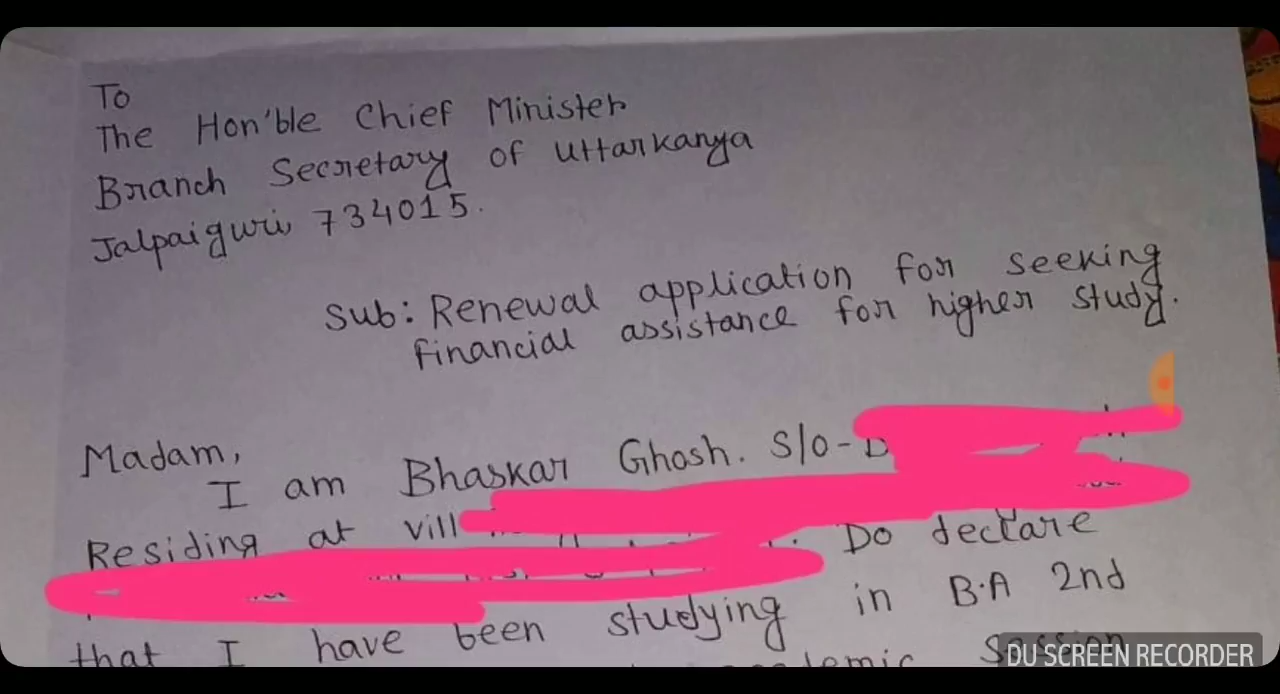 To
The Hon'ble Chief Minister
Branch Secretary of Uttarkanya
Jalpaiguri, 734015.
Sub: Renewal application for seeking
financial assistance for higher study.
Madam,
I am Bhaskar Ghosh. S/O-
Residing at vill Do declare
that I have been studying in B.A 2nd
session
DU SCREEN RECORDER